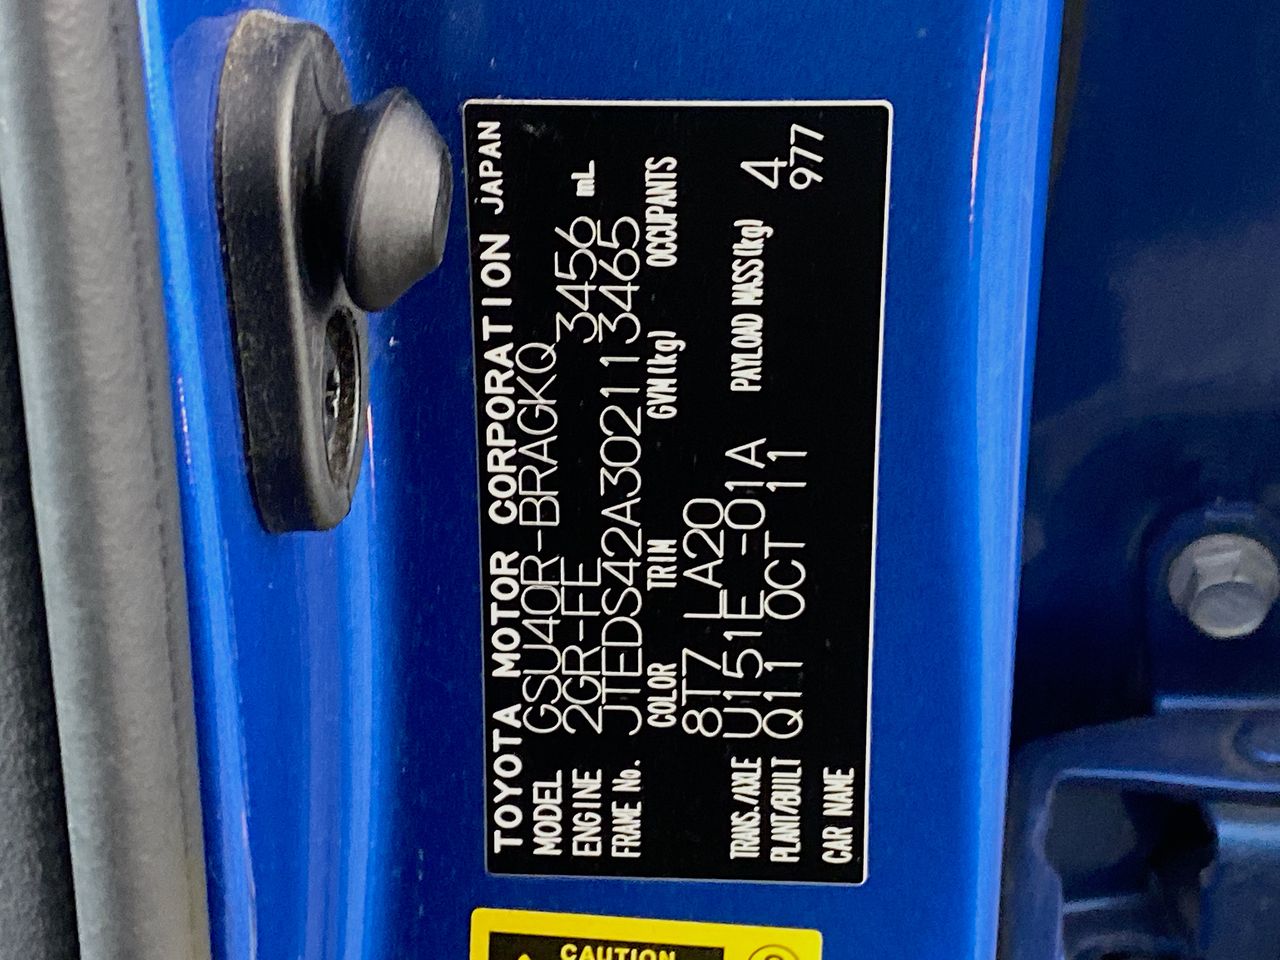 TOYOTA MOTOR CORPORATION JAPAN
MODEL GSU40R-BRAGKQ
ENGINE 2GR-FE 3456 mL
FRAME No. JTEDS42A302113465
COLOR TRIM GVM(kg) OCCUPANTS
8T7 LA20
TRANS./AXLE U151E -01A PAYLOAD MASS(kg) 4
PLANT/BUILT Q11 OCT 11 977
CAR NAME
CAUTION